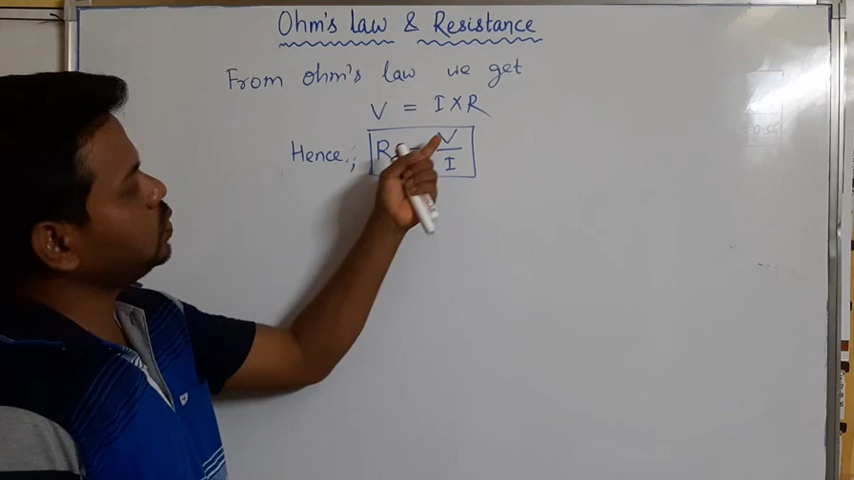 Ohm's law & Resistance
From ohm's law we get
V = I X R
Hence,; R = V/I